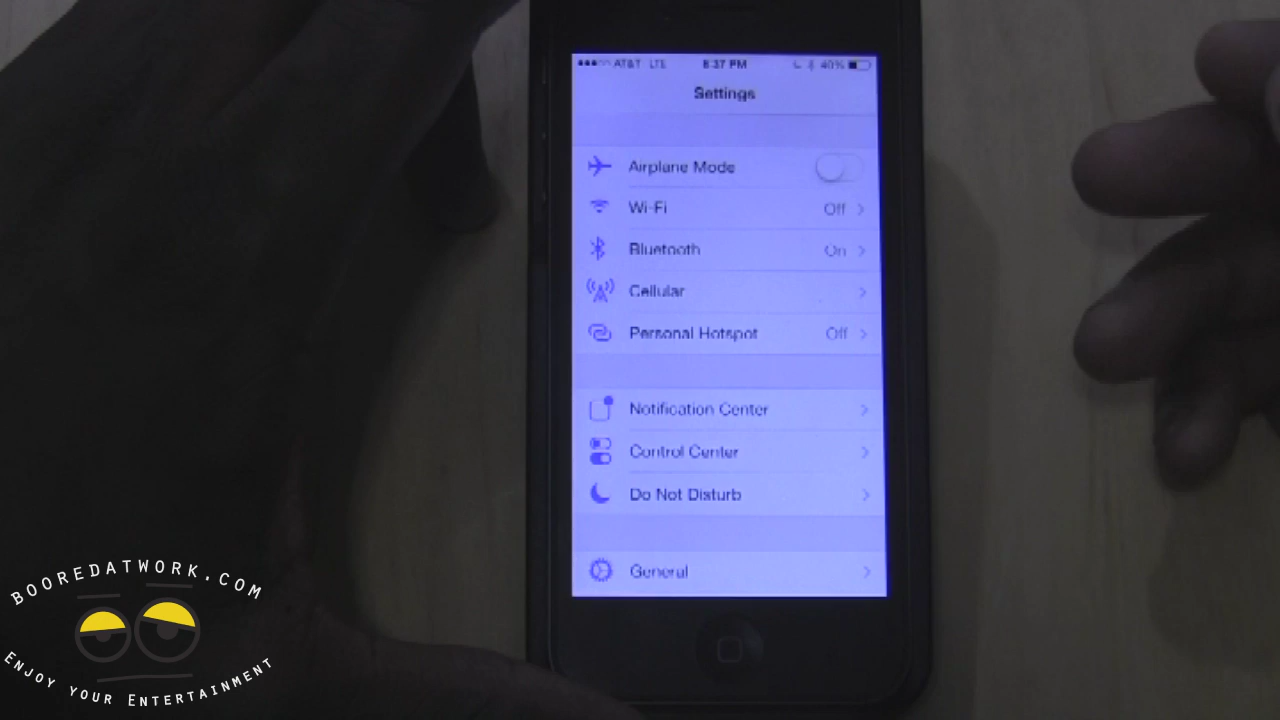 AT&T LTE 8:37 PM 40%
Settings
Airplane Mode
Wi-Fi Off
Bluetooth On
Cellular
Personal Hotspot Off
Notification Center
Control Center
Do Not Disturb
General
BOOREDATWORK.COM
ENJOY YOUR ENTERTAINMENT